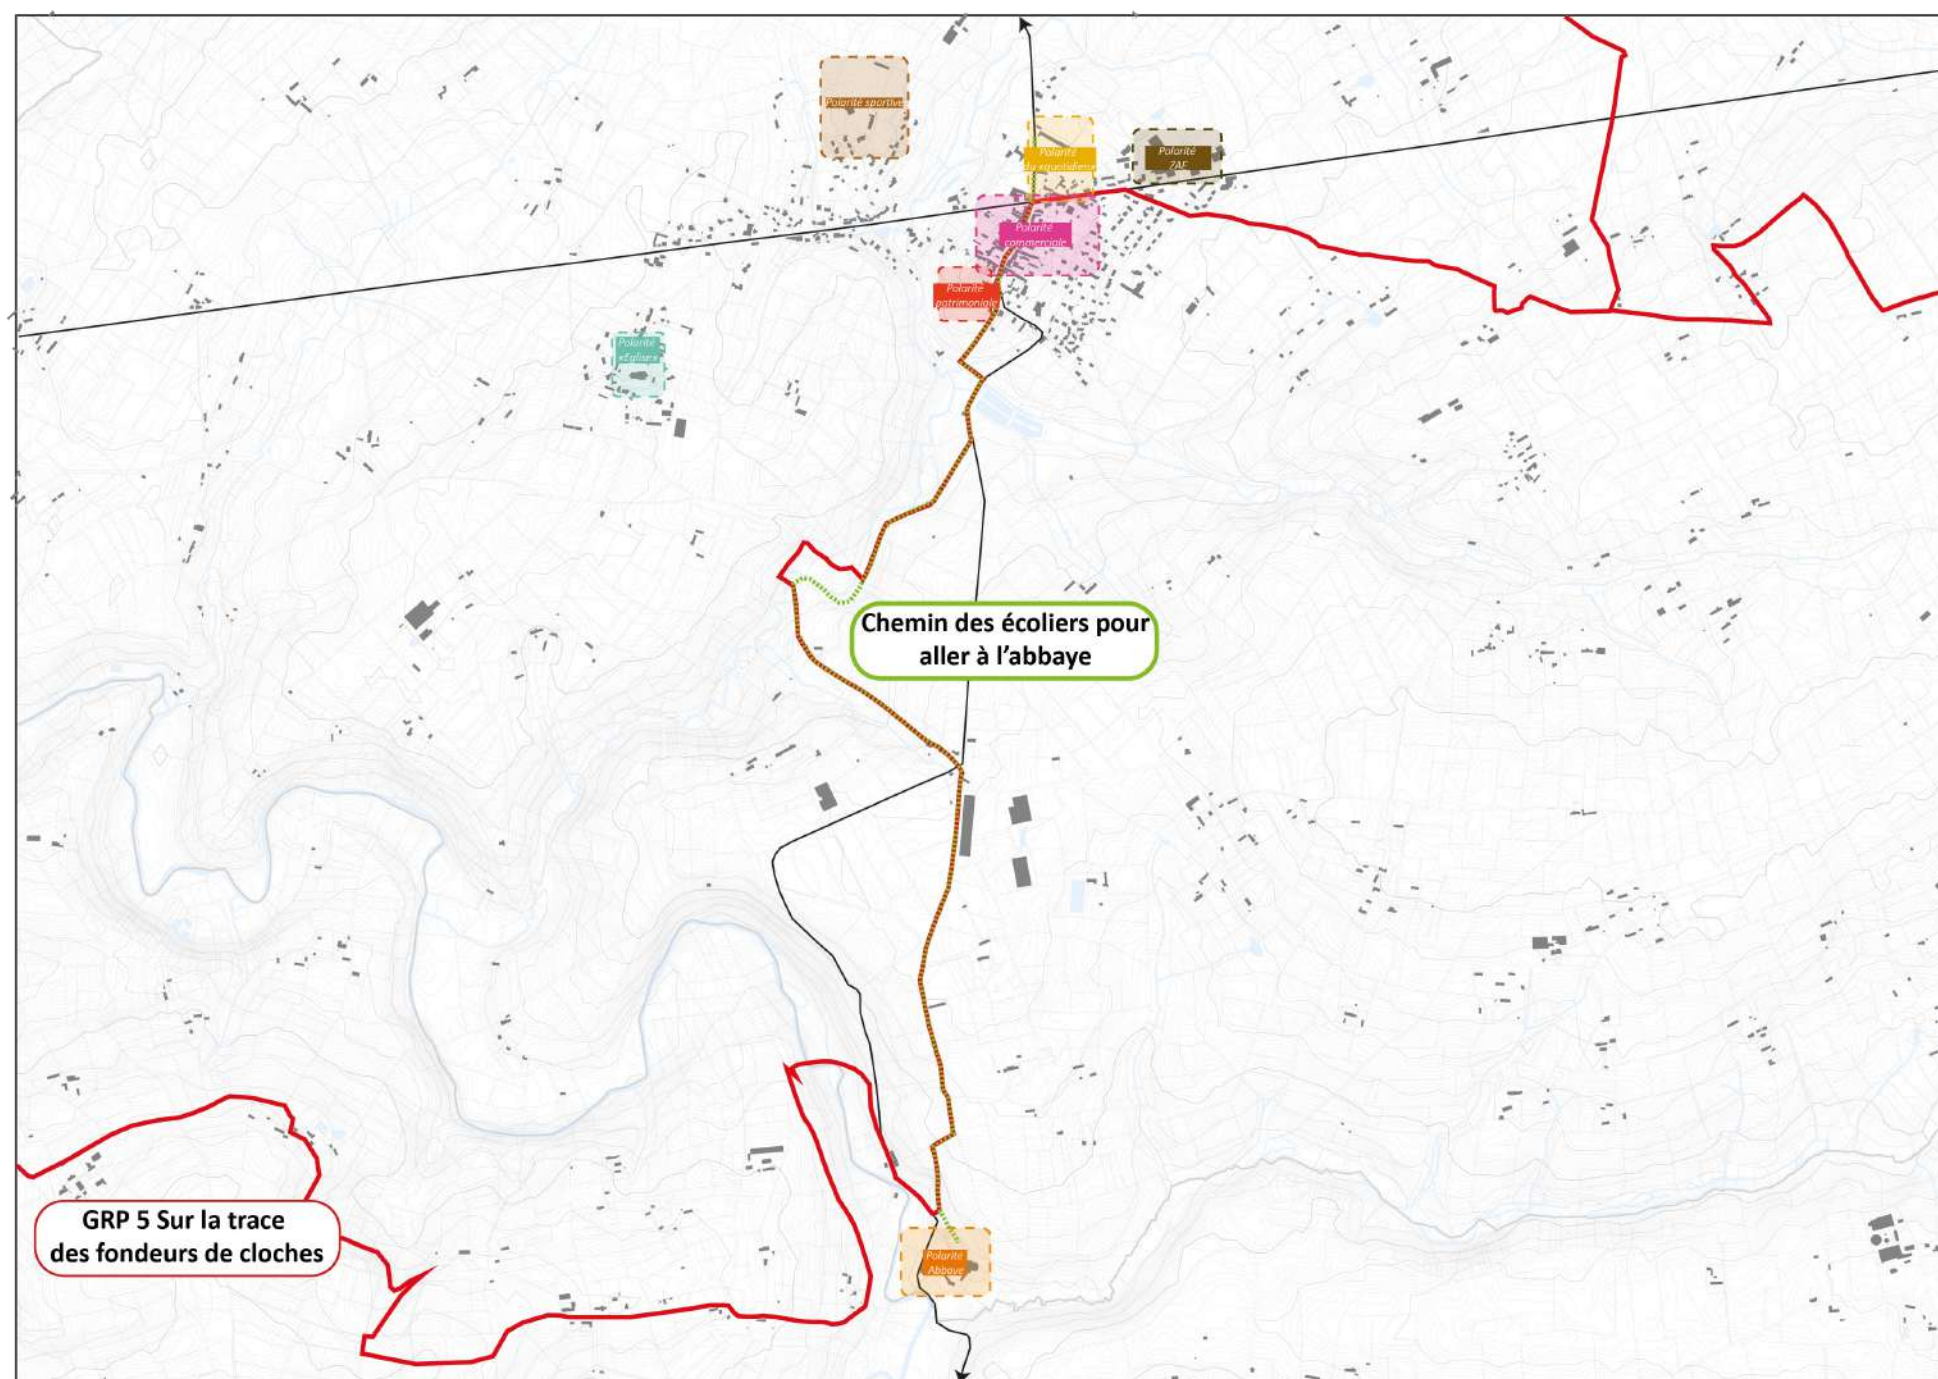 Polarité sportive
Polarité
du «quotidien»
Polarité
ZAE
Polarité
commerciale
Polarité
patrimoniale
Polarité
«Eglise»
Chemin des écoliers pour
aller à l'abbaye
GRP 5 Sur la trace
des fondeurs de cloches
Polarité
Abbaye